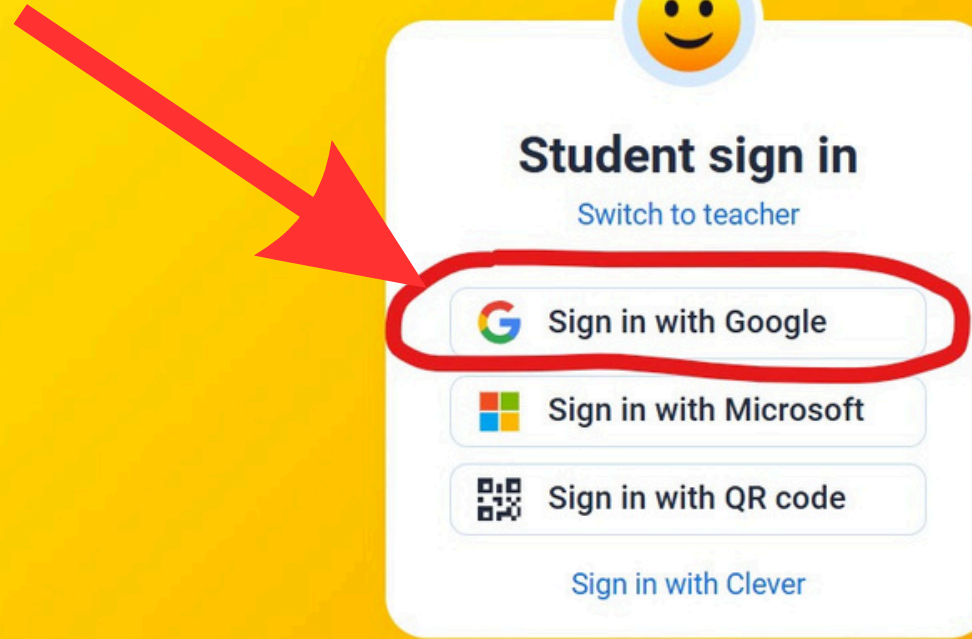 Student sign in
Switch to teacher
Sign in with Google
Sign in with Microsoft
Sign in with QR code
Sign in with Clever